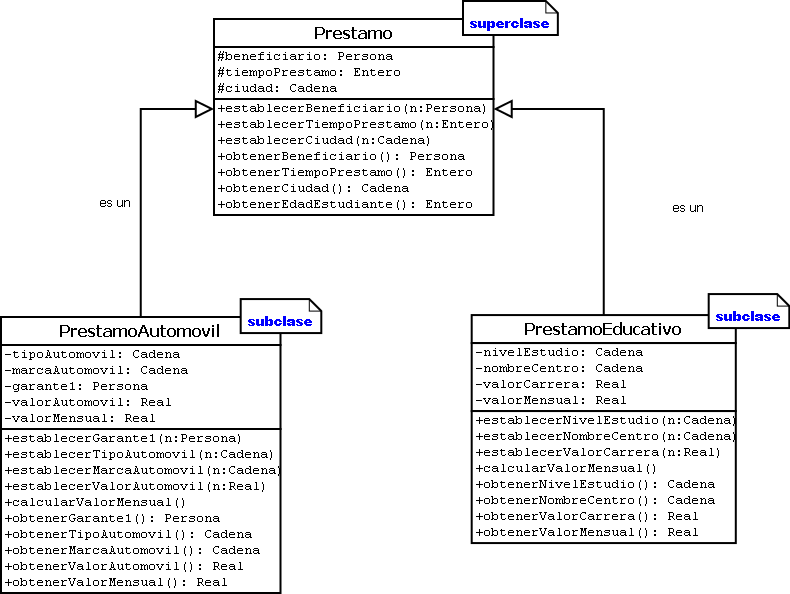 superclase
Prestamo
#beneficiario: Persona
#tiempoPrestamo: Entero
#ciudad: Cadena
+establecerBeneficiario(n:Persona)
+establecerTiempoPrestamo(n:Entero)
+establecerCiudad(n:Cadena)
+obtenerBeneficiario(): Persona
+obtenerTiempoPrestamo(): Entero
+obtenerCiudad(): Cadena
+obtenerEdadEstudiante(): Entero
es un
es un
subclase
PrestamoAutomovil
-tipoAutomovil: Cadena
-marcaAutomovil: Cadena
-garante1: Persona
-valorAutomovil: Real
-valorMensual: Real
+establecerGarante1(n:Persona)
+establecerTipoAutomovil(n:Cadena)
+establecerMarcaAutomovil(n:Cadena)
+establecerValorAutomovil(n:Real)
+calcularValorMensual()
+obtenerGarante1(): Persona
+obtenerTipoAutomovil(): Cadena
+obtenerMarcaAutomovil(): Cadena
+obtenerValorAutomovil(): Real
+obtenerValorMensual(): Real
subclase
PrestamoEducativo
-nivelEstudio: Cadena
-nombreCentro: Cadena
-valorCarrera: Real
-valorMensual: Real
+establecerNivelEstudio(n:Cadena)
+establecerNombreCentro(n:Cadena)
+establecerValorCarrera(n:Real)
+calcularValorMensual()
+obtenerNivelEstudio(): Cadena
+obtenerNombreCentro(): Cadena
+obtenerValorCarrera(): Real
+obtenerValorMensual(): Real